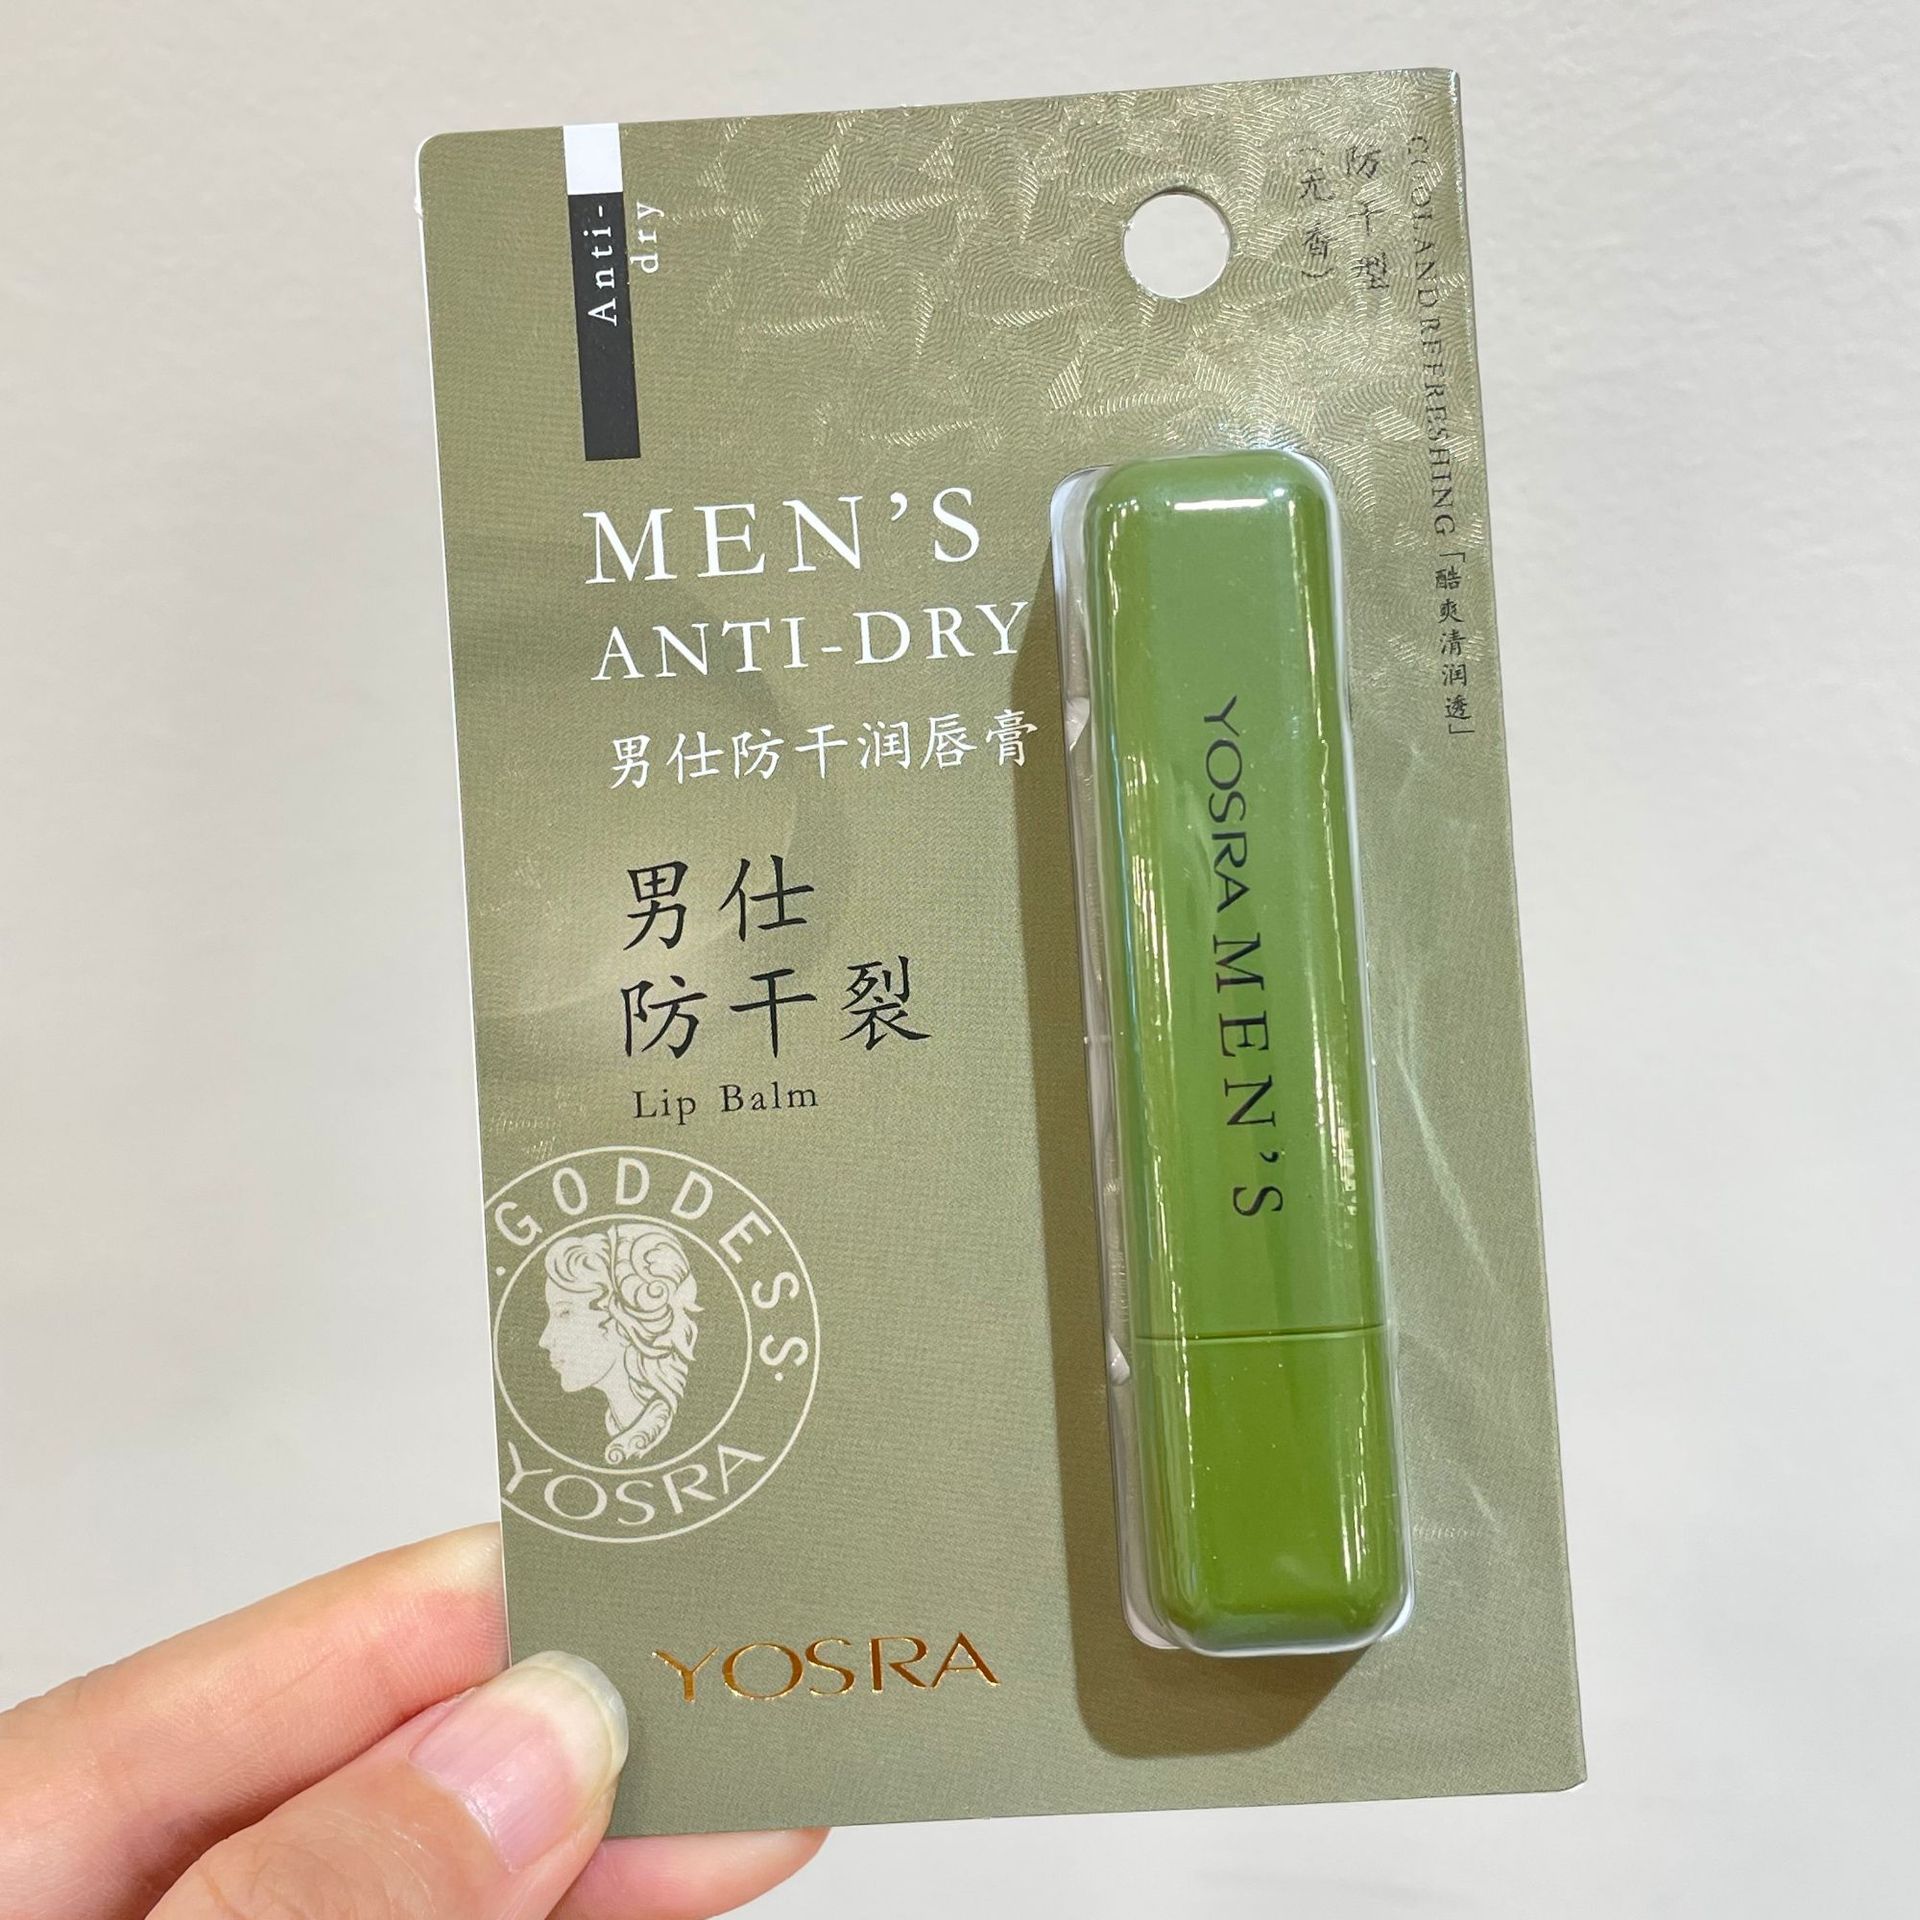 Anti-
dry
防干型
(无香)
COOLANDREFRESHING「酷爽清润透」
MEN'S
ANTI-DRY
男仕防干润唇膏
男仕
防干裂
Lip Balm
YOSRA MEN'S
·GODDESS·
YOSRA
YOSRA